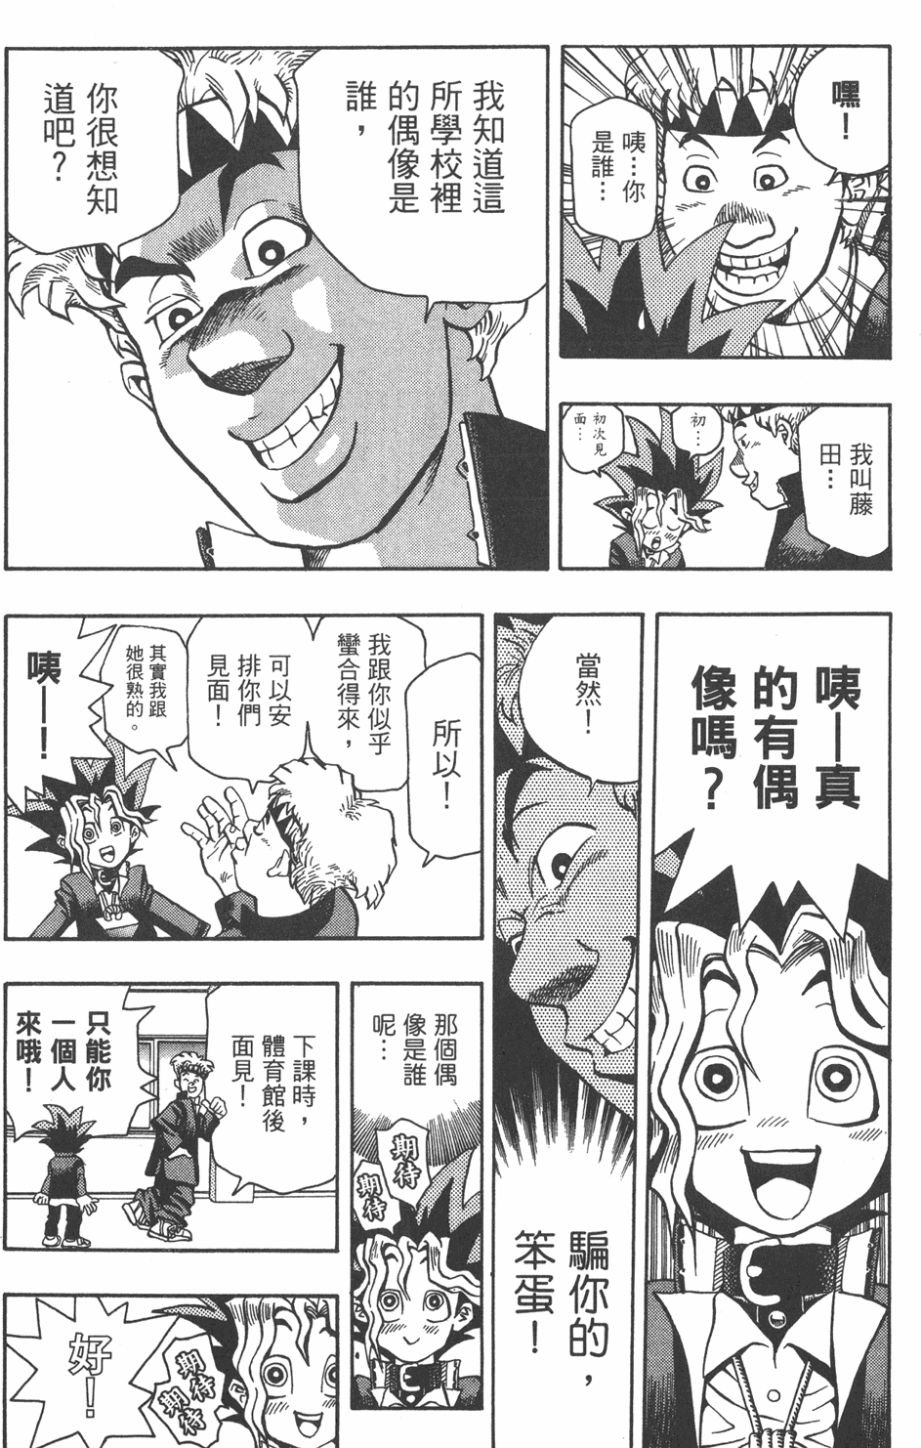 嘿！
咦…你
是誰…
我知道這
所學校裡
的偶像是
誰，
你很想知
道吧？
我叫藤
田…
初…
初次見
面…
咦—真
的有偶
像嗎？
當然！
騙你的，
笨蛋！
所以！
我跟你似乎
蠻合得來，
可以安
排你們
見面！
其實我跟
她很熟的。
咦—！
那個偶
像是誰
呢…
期待
期待
下課時，
體育館後
面見！
只能你
一個人
來哦！
期待
期待
好！